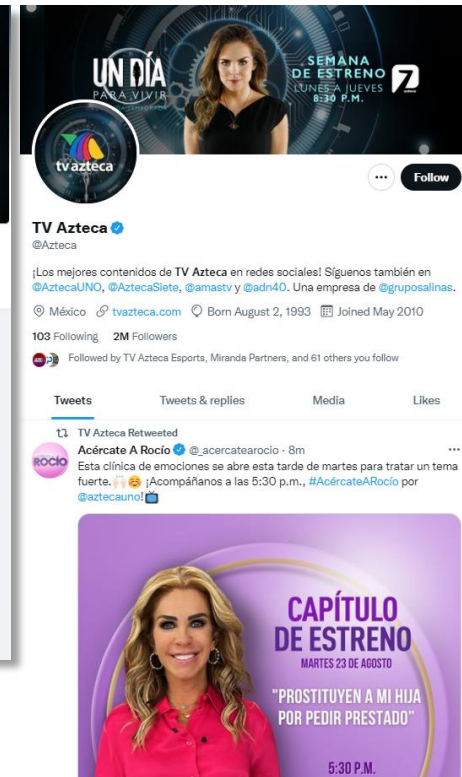 UN DÍA
PARA VIVIR
SEMANA
DE ESTRENO
LUNES A JUEVES
8:30 P.M.
7
tv azteca
Follow
TV Azteca
@Azteca
¡Los mejores contenidos de TV Azteca en redes sociales! Síguenos también en
@AztecaUNO, @AztecaSiete, @amastv y @adn40. Una empresa de @gruposalinas.
México tvazteca.com Born August 2, 1993 Joined May 2010
103 Following 2M Followers
Followed by TV Azteca Esports, Miranda Partners, and 61 others you follow
Tweets Tweets & replies Media Likes
TV Azteca Retweeted
ROCÍO
Acércate A Rocío @_acercatearocio · 8m
Esta clínica de emociones se abre esta tarde de martes para tratar un tema
fuerte. ¡Acompáñanos a las 5:30 p.m., #AcércateARocío por
@aztecauno!
CAPÍTULO
DE ESTRENO
MARTES 23 DE AGOSTO
"PROSTITUYEN A MI HIJA
POR PEDIR PRESTADO"
5:30 P.M.